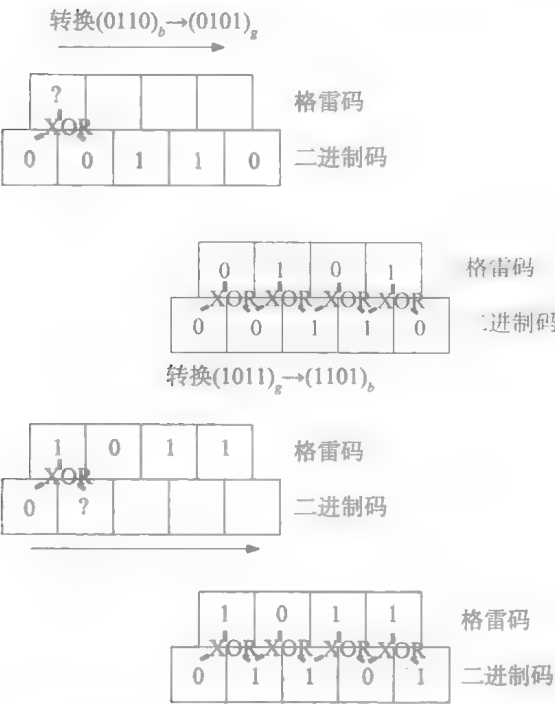 转换(0110)b→(0101)g
?
格雷码
XOR
0 0 1 1 0 二进制码
0 1 0 1 格雷码
XOR XOR XOR XOR
0 0 1 1 0 二进制码
转换(1011)g→(1101)b
1 0 1 1 格雷码
XOR
0 ? 二进制码
1 0 1 1 格雷码
XOR XOR XOR XOR
0 1 1 0 1 二进制码